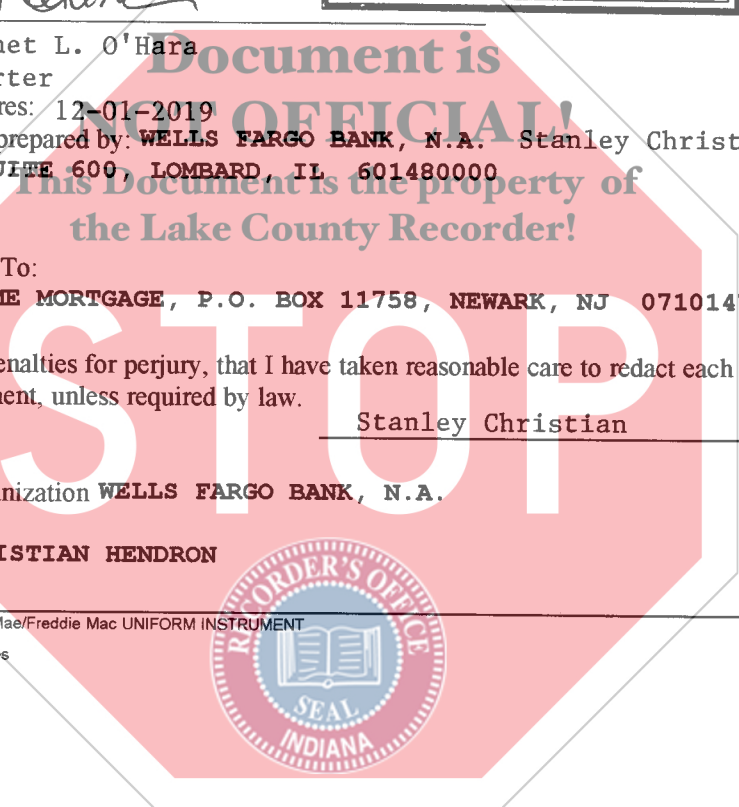 net L. O'Hara
Document is
rter
res: 12-01-2019
NOT OFFICIAL!
prepared by: WELLS FARGO BANK, N.A. Stanley Christ
UITE 600, LOMBARD, IL 601480000
This Document is the property of
the Lake County Recorder!
To:
ME MORTGAGE, P.O. BOX 11758, NEWARK, NJ 0710147
STOP
enalties for perjury, that I have taken reasonable care to redact each
ment, unless required by law.
Stanley Christian
nization WELLS FARGO BANK, N.A.
ISTIAN HENDRON
RECORDER'S OFFICE
Mae/Freddie Mac UNIFORM INSTRUMENT
s
SEAL
INDIANA